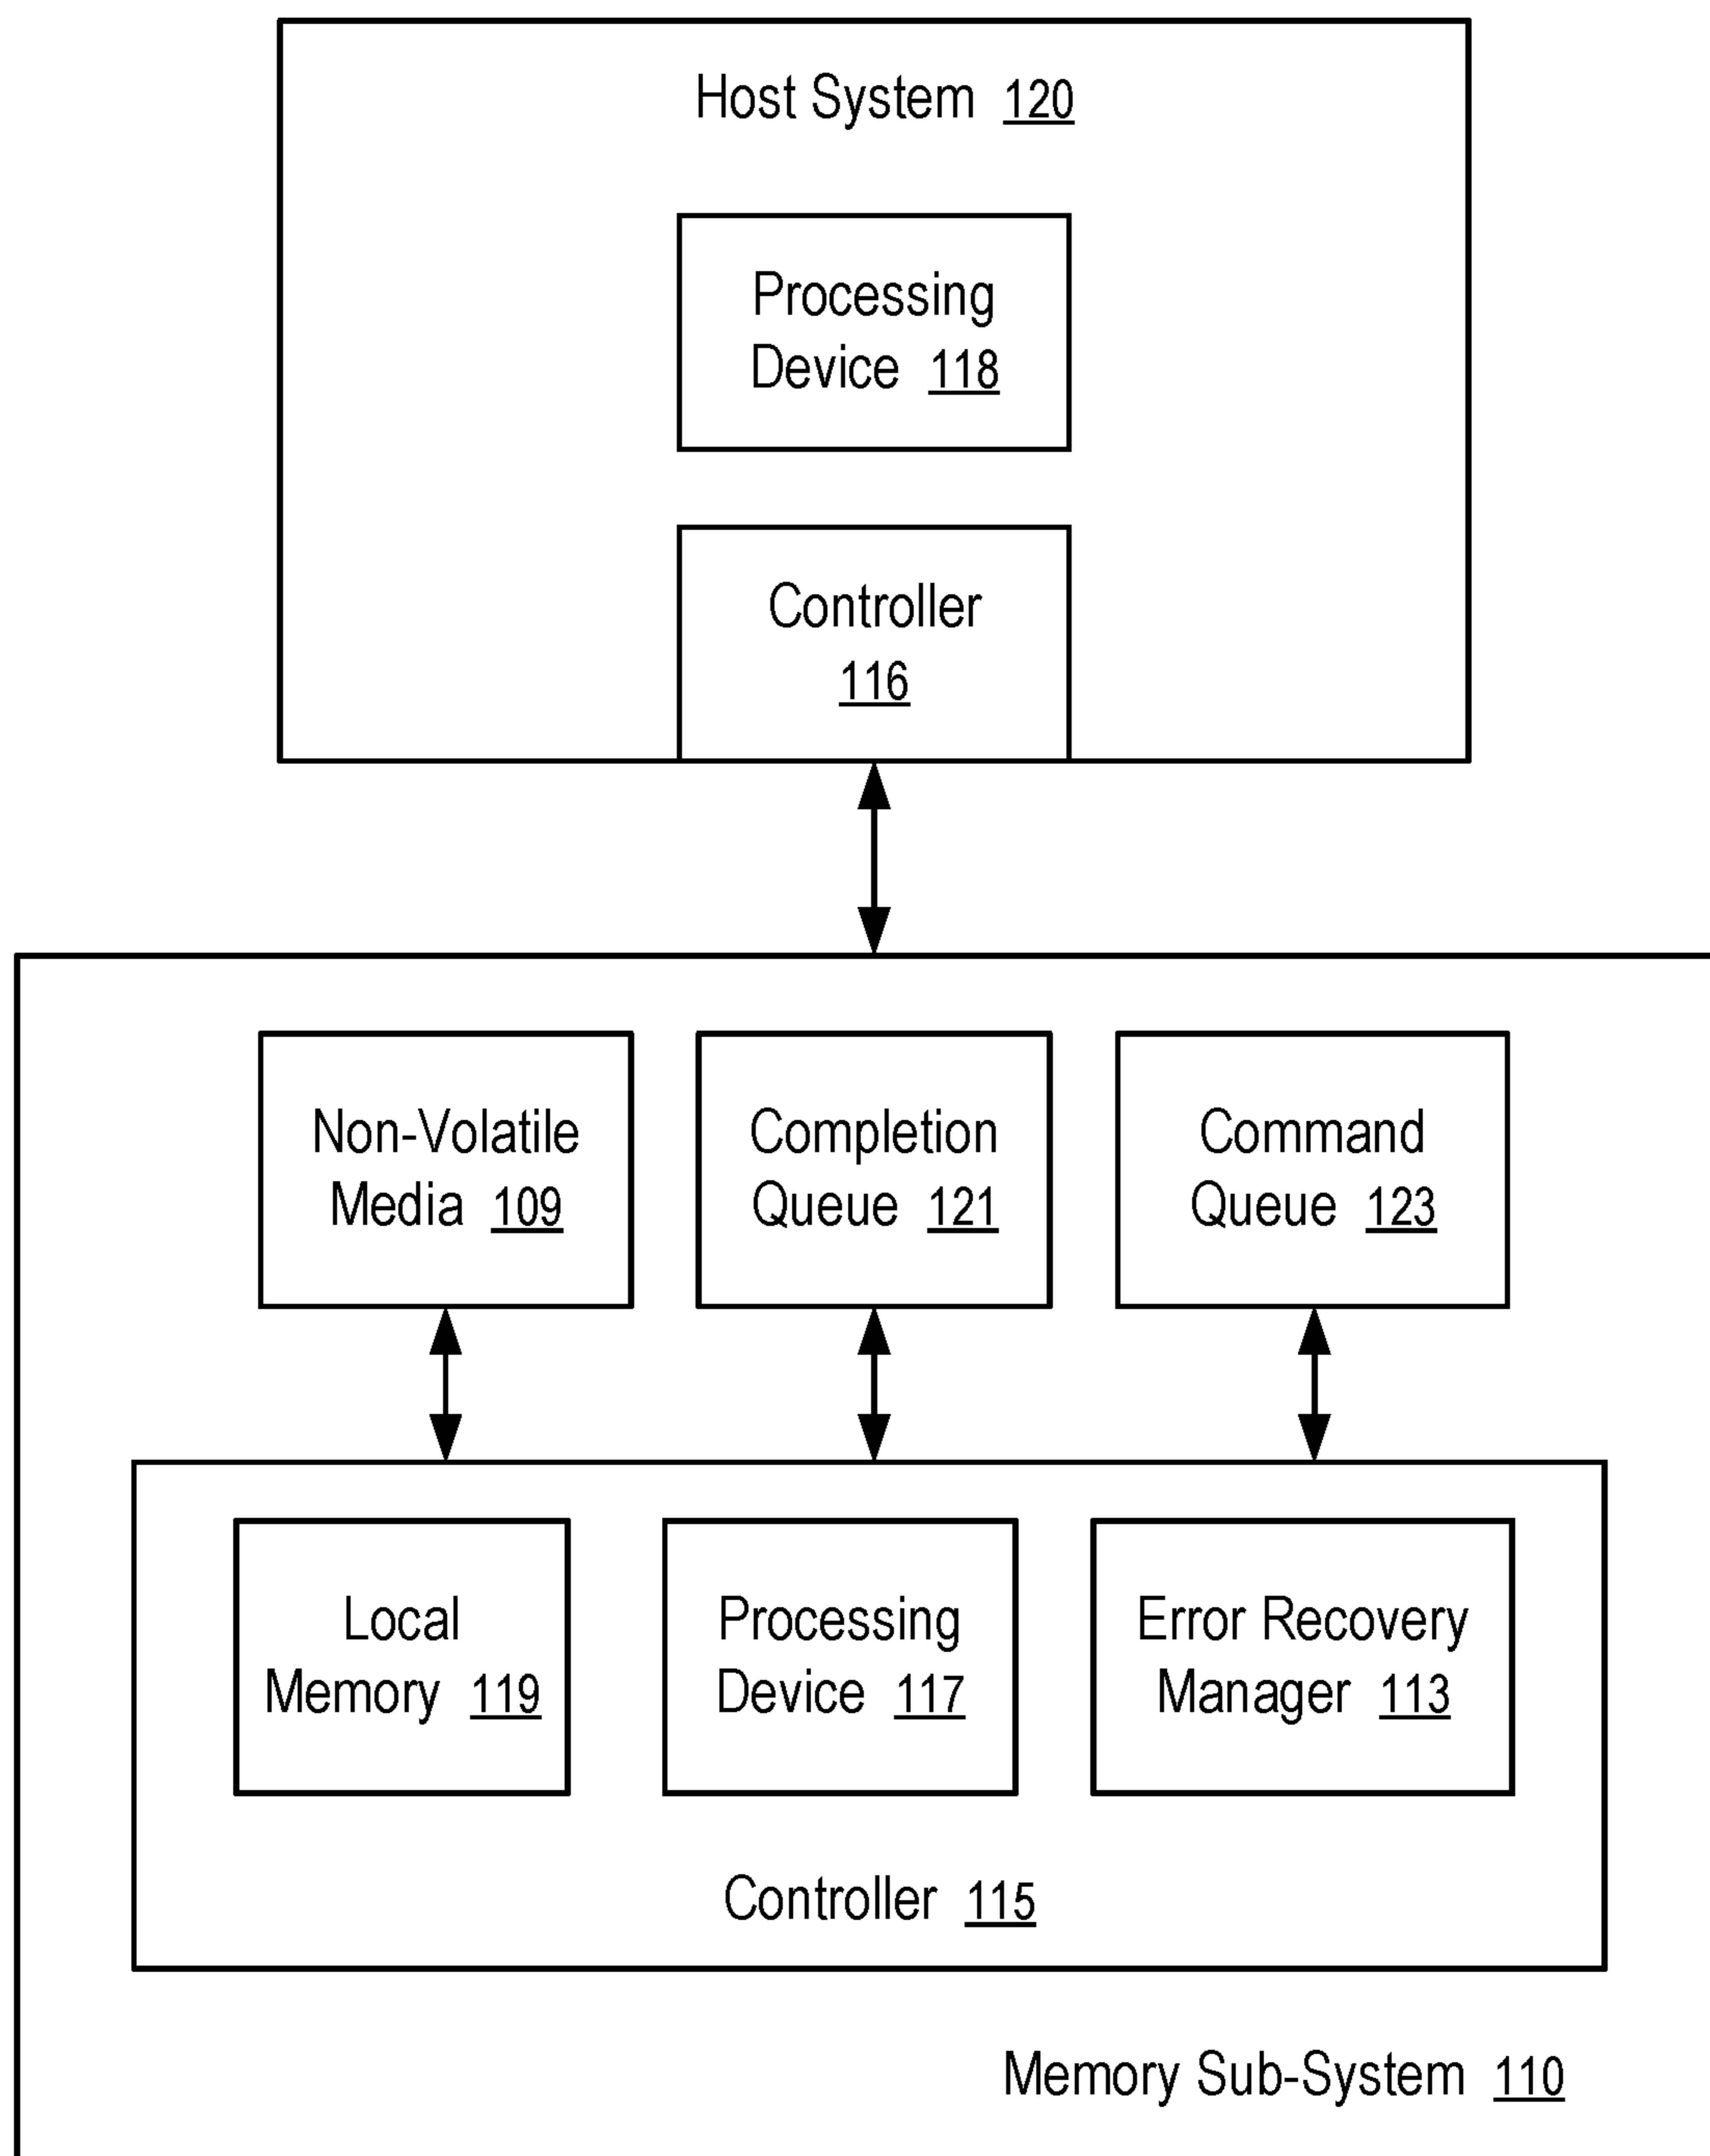 Host System 120
Processing
Device 118
Controller
116
Non-Volatile
Media 109
Completion
Queue 121
Command
Queue 123
Local
Memory 119
Processing
Device 117
Error Recovery
Manager 113
Controller 115
Memory Sub-System 110